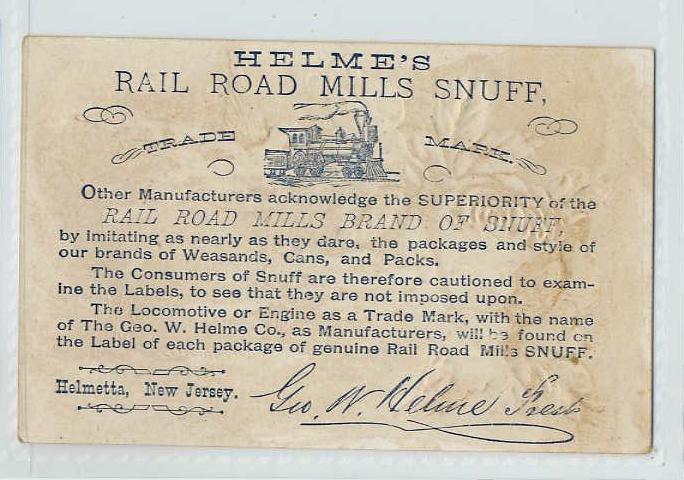 HELME'S
RAIL ROAD MILLS SNUFF,
TRADE MARK.
Other Manufacturers acknowledge the SUPERIORITY of the
RAIL ROAD MILLS BRAND OF SNUFF,
by imitating as nearly as they dare, the packages and style of
our brands of Weasands, Cans, and Packs.
The Consumers of Snuff are therefore cautioned to exam-
ine the Labels, to see that they are not imposed upon.
The Locomotive or Engine as a Trade Mark, with the name
of The Geo. W. Helme Co., as Manufacturers, will be found on
the Label of each package of genuine Rail Road Mills SNUFF.
Helmetta, New Jersey.
Geo. W. Helme Prest